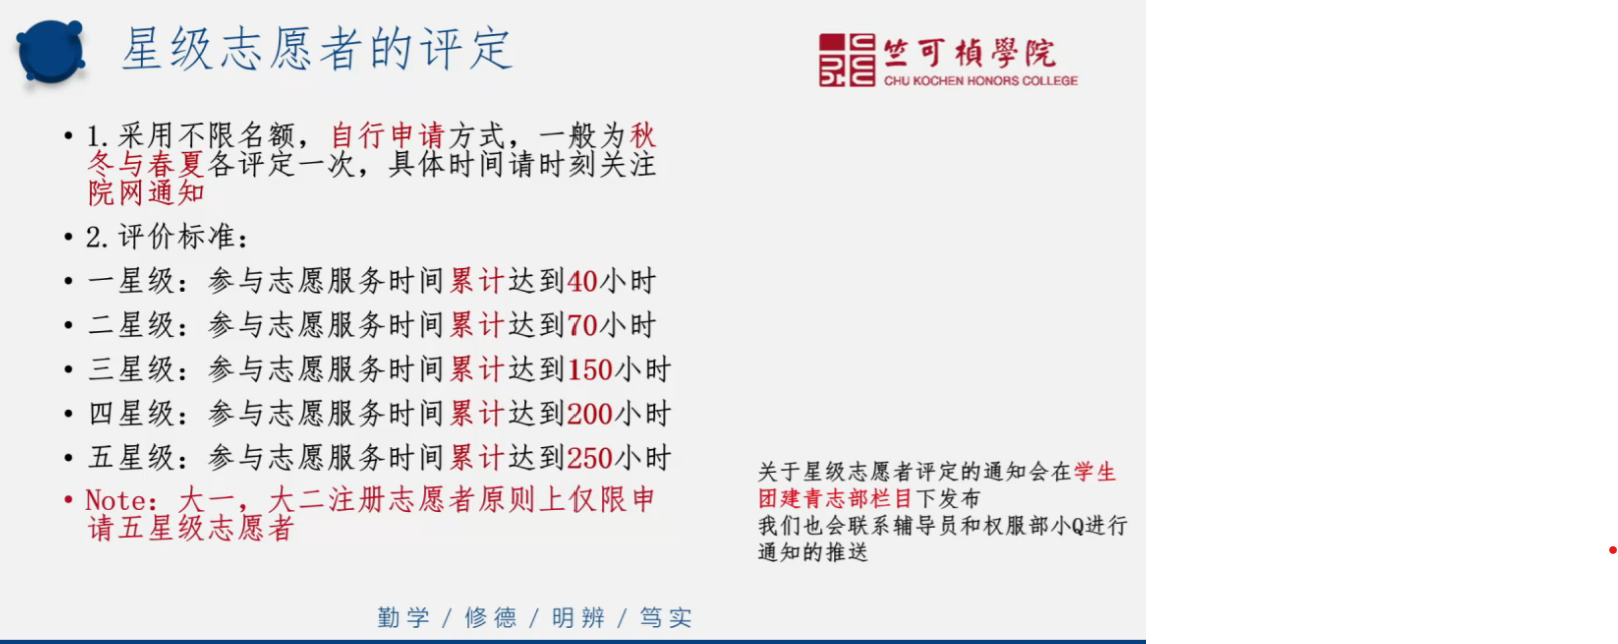 星级志愿者的评定
竺可楨學院
CHU KOCHEN HONORS COLLEGE
• 1.采用不限名额，自行申请方式，一般为秋
冬与春夏各评定一次，具体时间请时刻关注
院网通知
• 2.评价标准：
• 一星级：参与志愿服务时间累计达到40小时
• 二星级：参与志愿服务时间累计达到70小时
• 三星级：参与志愿服务时间累计达到150小时
• 四星级：参与志愿服务时间累计达到200小时
• 五星级：参与志愿服务时间累计达到250小时
• Note：大一，大二注册志愿者原则上仅限申
请五星级志愿者
关于星级志愿者评定的通知会在学生
团建青志部栏目下发布
我们也会联系辅导员和权服部小Q进行
通知的推送
勤学 / 修德 / 明辨 / 笃实